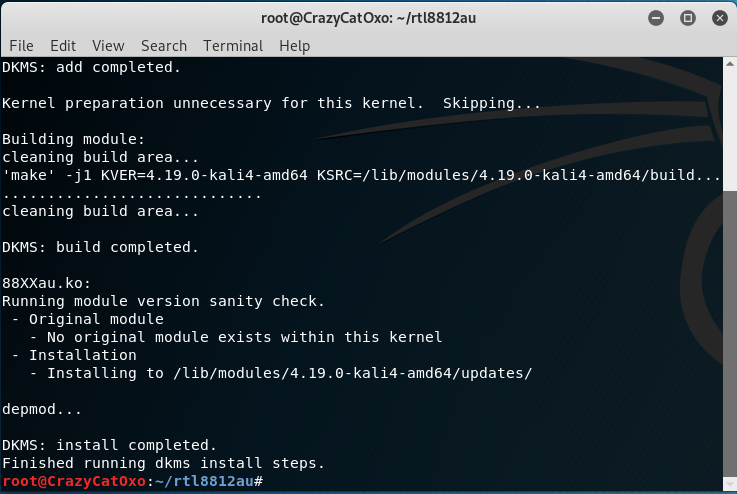 root@CrazyCatOxo: ~/rtl8812au
File Edit View Search Terminal Help
DKMS: add completed.
Kernel preparation unnecessary for this kernel.  Skipping...
Building module:
cleaning build area...
'make' -j1 KVER=4.19.0-kali4-amd64 KSRC=/lib/modules/4.19.0-kali4-amd64/build...
.............................
cleaning build area...
DKMS: build completed.
88XXau.ko:
Running module version sanity check.
 - Original module
   - No original module exists within this kernel
 - Installation
   - Installing to /lib/modules/4.19.0-kali4-amd64/updates/
depmod...
DKMS: install completed.
Finished running dkms install steps.
root@CrazyCatOxo:~/rtl8812au#